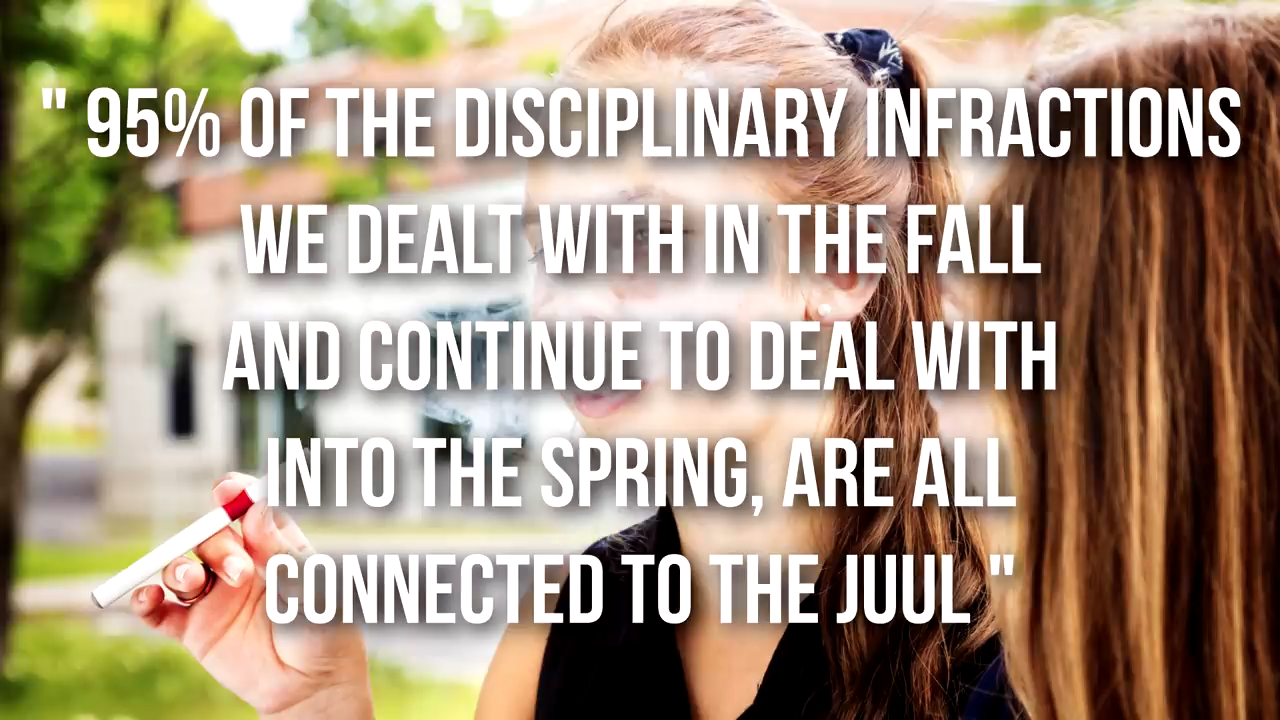 " 95% OF THE DISCIPLINARY INFRACTIONS
WE DEALT WITH IN THE FALL
AND CONTINUE TO DEAL WITH
INTO THE SPRING, ARE ALL
CONNECTED TO THE JUUL "